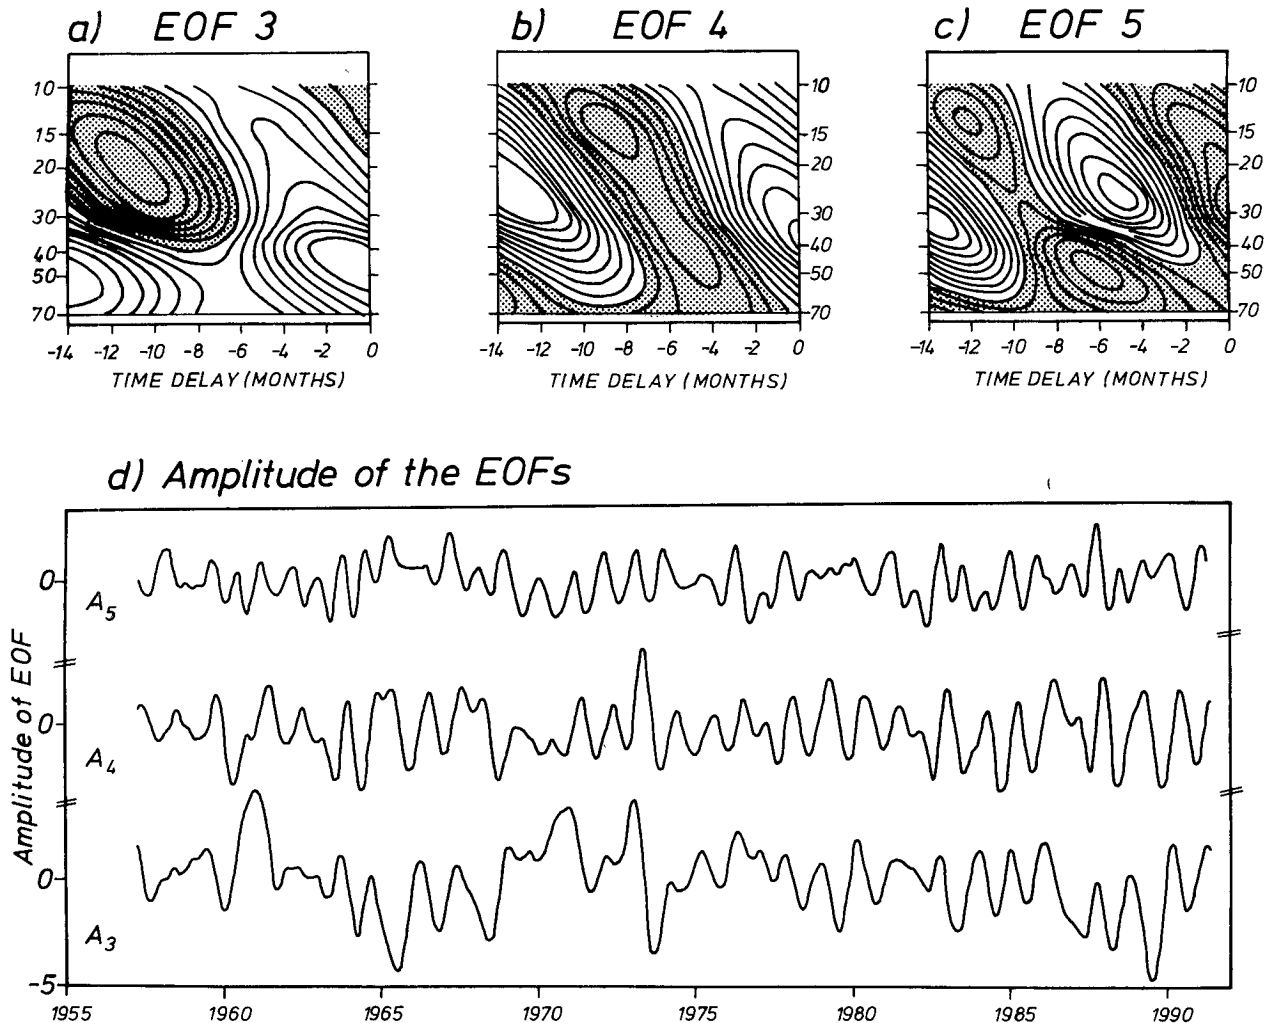 a) EOF 3
b) EOF 4
c) EOF 5
10 10 10
15 15 15
20 20 20
30 30 30
40 40 40
50 50 50
70 70 70
-14 -12 -10 -8 -6 -4 -2 0
-14 -12 -10 -8 -6 -4 -2 0
-14 -12 -10 -8 -6 -4 -2 0
TIME DELAY (MONTHS)
TIME DELAY (MONTHS)
TIME DELAY (MONTHS)
d) Amplitude of the EOFs
Amplitude of EOF
0
A5
0
A4
0
A3
-5
1955 1960 1965 1970 1975 1980 1985 1990